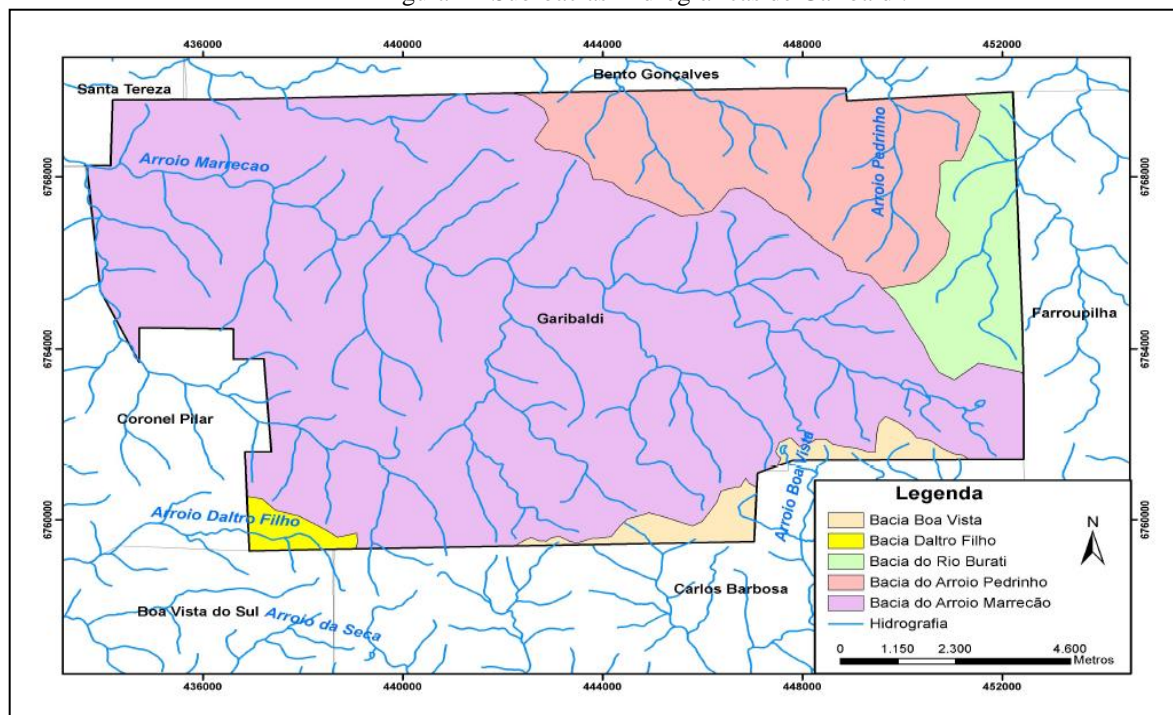 436000 440000 444000 448000 452000
Santa Tereza
Bento Gonçalves
6768000
Arroio Marrecao
Arroio Pedrinho
6768000
Garibaldi
Farroupilha
6764000
6764000
Coronel Pilar
Arroio Boa Vista
Arroio Daltro Filho
6760000
6760000
Carlos Barbosa
Boa Vista do Sul
Arroio da Seca
Legenda
Bacia Boa Vista
Bacia Daltro Filho
Bacia do Rio Burati
Bacia do Arroio Pedrinho
Bacia do Arroio Marrecão
Hidrografia
N
0 1.150 2.300 4.600
Metros
436000 440000 444000 448000 452000